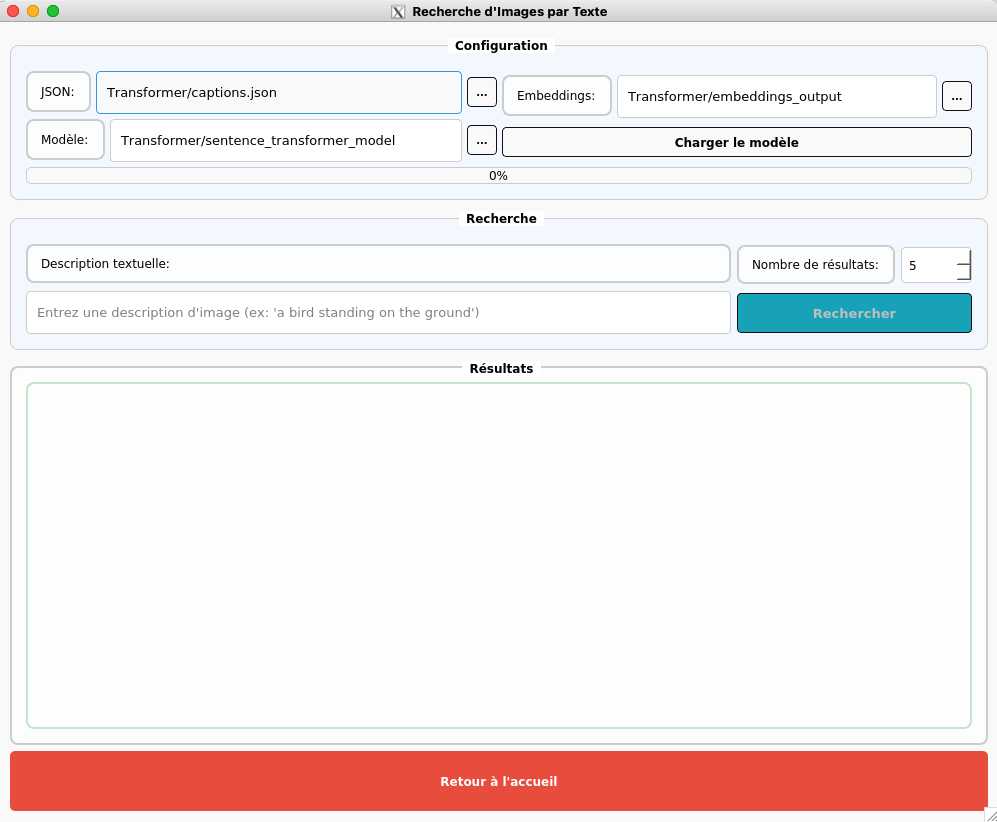 Recherche d'Images par Texte
Configuration
JSON: Transformer/captions.json ... Embeddings: Transformer/embeddings_output ...
Modèle: Transformer/sentence_transformer_model ... Charger le modèle
0%
Recherche
Description textuelle: Nombre de résultats: 5
Entrez une description d'image (ex: 'a bird standing on the ground') Rechercher
Résultats
Retour à l'accueil